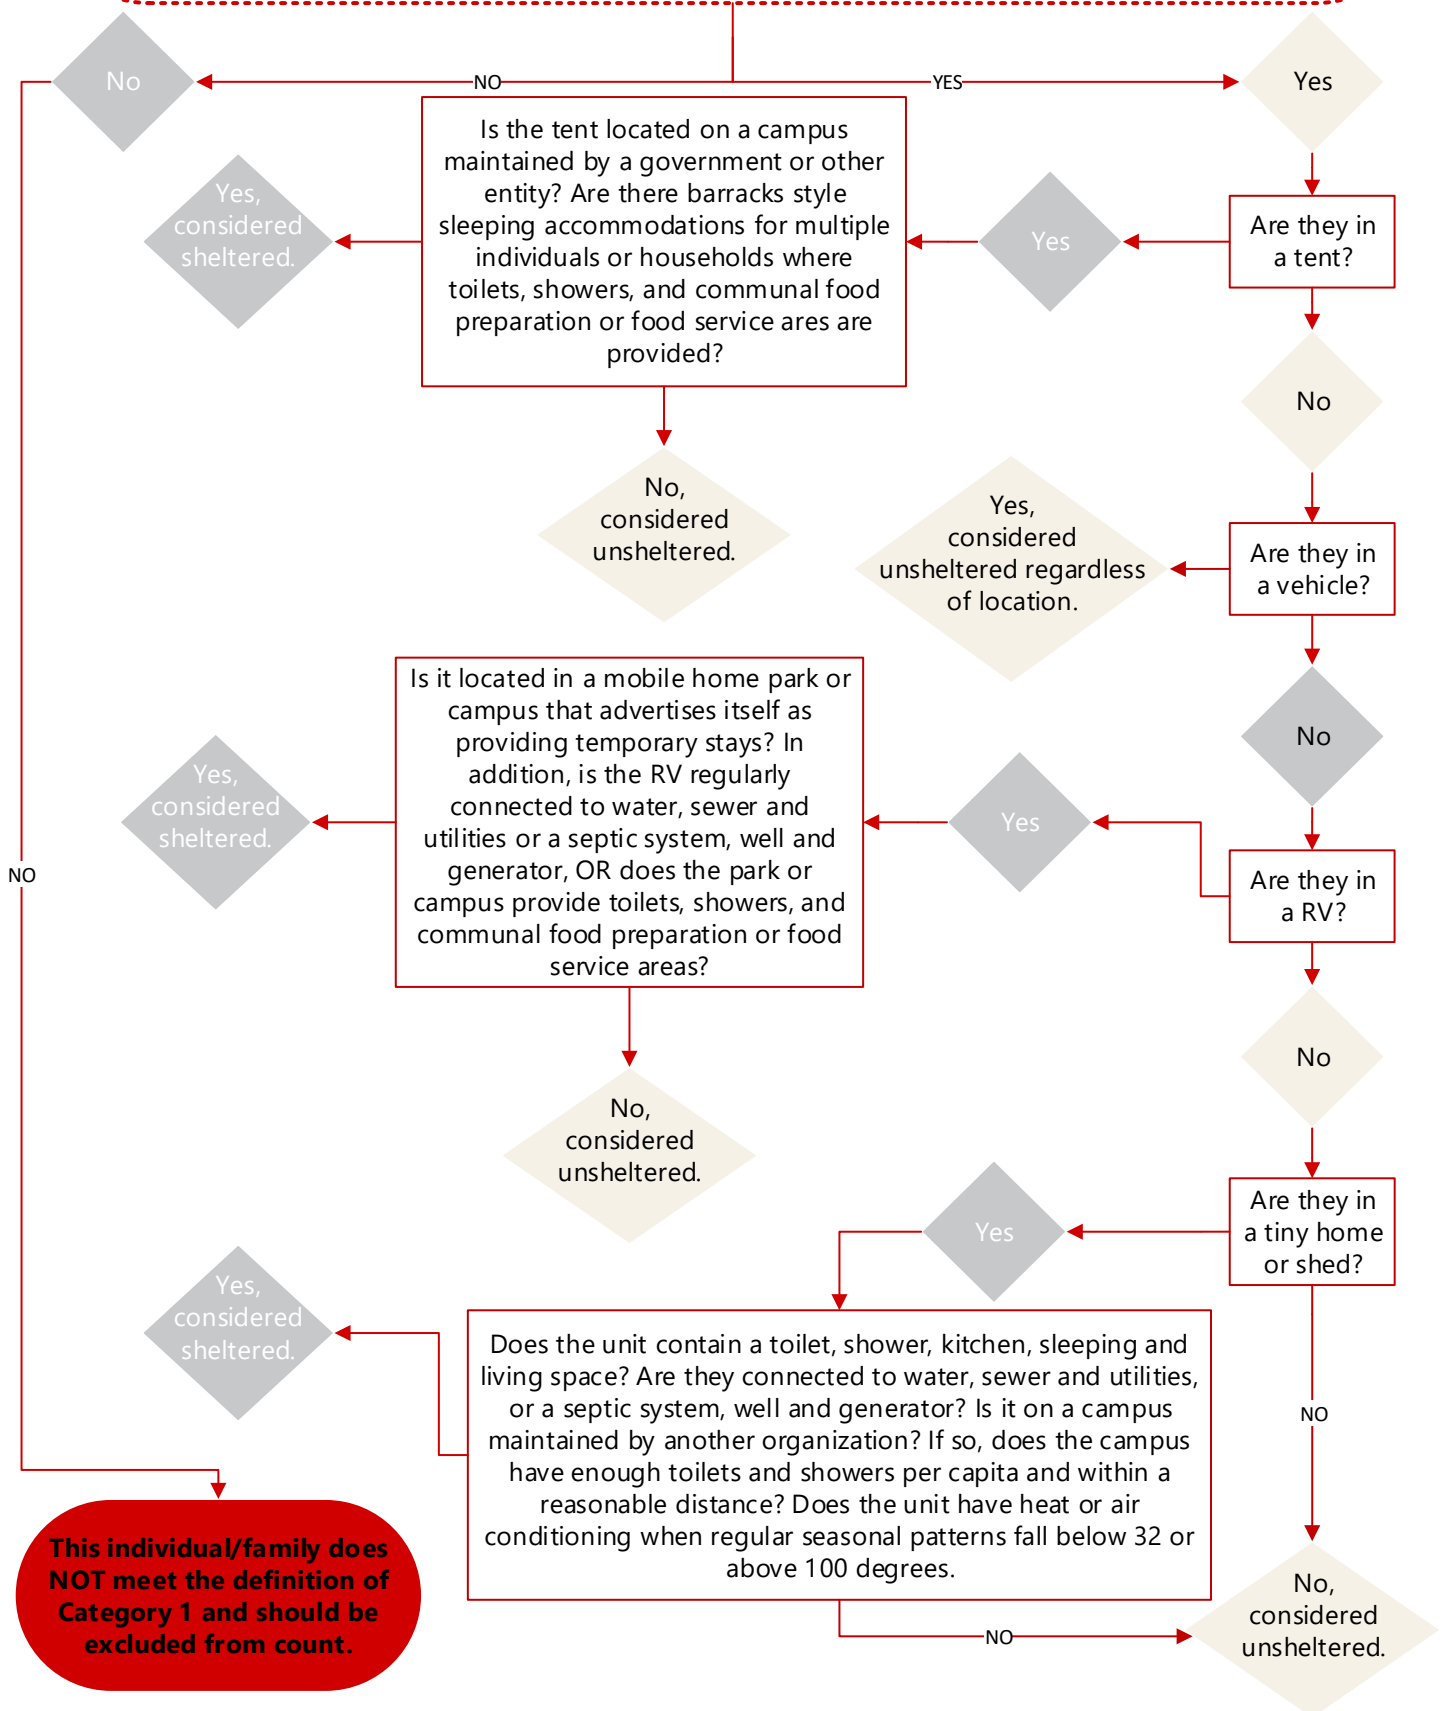 No
NO
YES
Yes
Is the tent located on a campus
maintained by a government or other
entity? Are there barracks style
sleeping accommodations for multiple
individuals or households where
toilets, showers, and communal food
preparation or food service ares are
provided?
Yes,
considered
sheltered.
Yes
Are they in
a tent?
No
No,
considered
unsheltered.
Yes,
considered
unsheltered regardless
of location.
Are they in
a vehicle?
No
Is it located in a mobile home park or
campus that advertises itself as
providing temporary stays? In
addition, is the RV regularly
connected to water, sewer and
utilities or a septic system, well and
generator, OR does the park or
campus provide toilets, showers, and
communal food preparation or food
service areas?
Yes,
considered
sheltered.
Yes
Are they in
a RV?
NO
No
No,
considered
unsheltered.
Yes
Are they in
a tiny home
or shed?
Yes,
considered
sheltered.
Does the unit contain a toilet, shower, kitchen, sleeping and
living space? Are they connected to water, sewer and utilities,
or a septic system, well and generator? Is it on a campus
maintained by another organization? If so, does the campus
have enough toilets and showers per capita and within a
reasonable distance? Does the unit have heat or air
conditioning when regular seasonal patterns fall below 32 or
above 100 degrees.
NO
This individual/family does
NOT meet the definition of
Category 1 and should be
excluded from count.
NO
No,
considered
unsheltered.